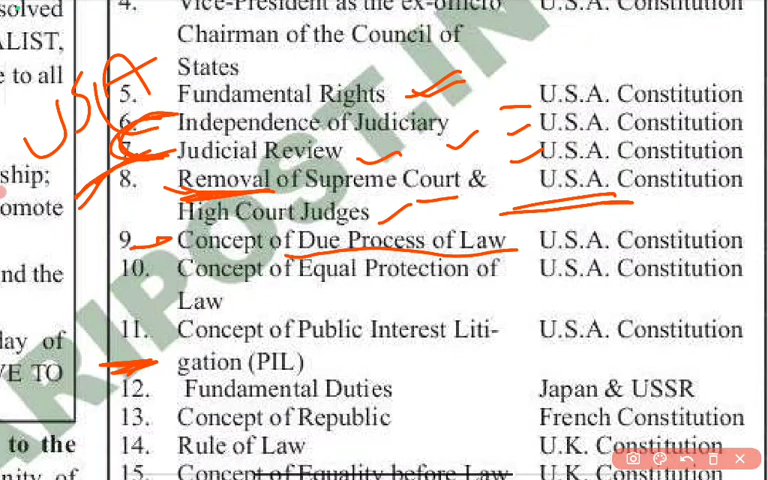 solved
ALIST,
e to all
ship;
omote
nd the
lay of
VE TO
to the
nity of
USA
4. Vice-President as the ex-officio U.S.A. Constitution
Chairman of the Council of
States
5. Fundamental Rights U.S.A. Constitution
6. Independence of Judiciary U.S.A. Constitution
7. Judicial Review U.S.A. Constitution
8. Removal of Supreme Court & U.S.A. Constitution
High Court Judges
9. Concept of Due Process of Law U.S.A. Constitution
10. Concept of Equal Protection of U.S.A. Constitution
Law
11. Concept of Public Interest Liti- U.S.A. Constitution
gation (PIL)
12. Fundamental Duties Japan & USSR
13. Concept of Republic French Constitution
14. Rule of Law U.K. Constitution
15. Concept of Equality before Law U.K. Constitution
ARIPOST.IN